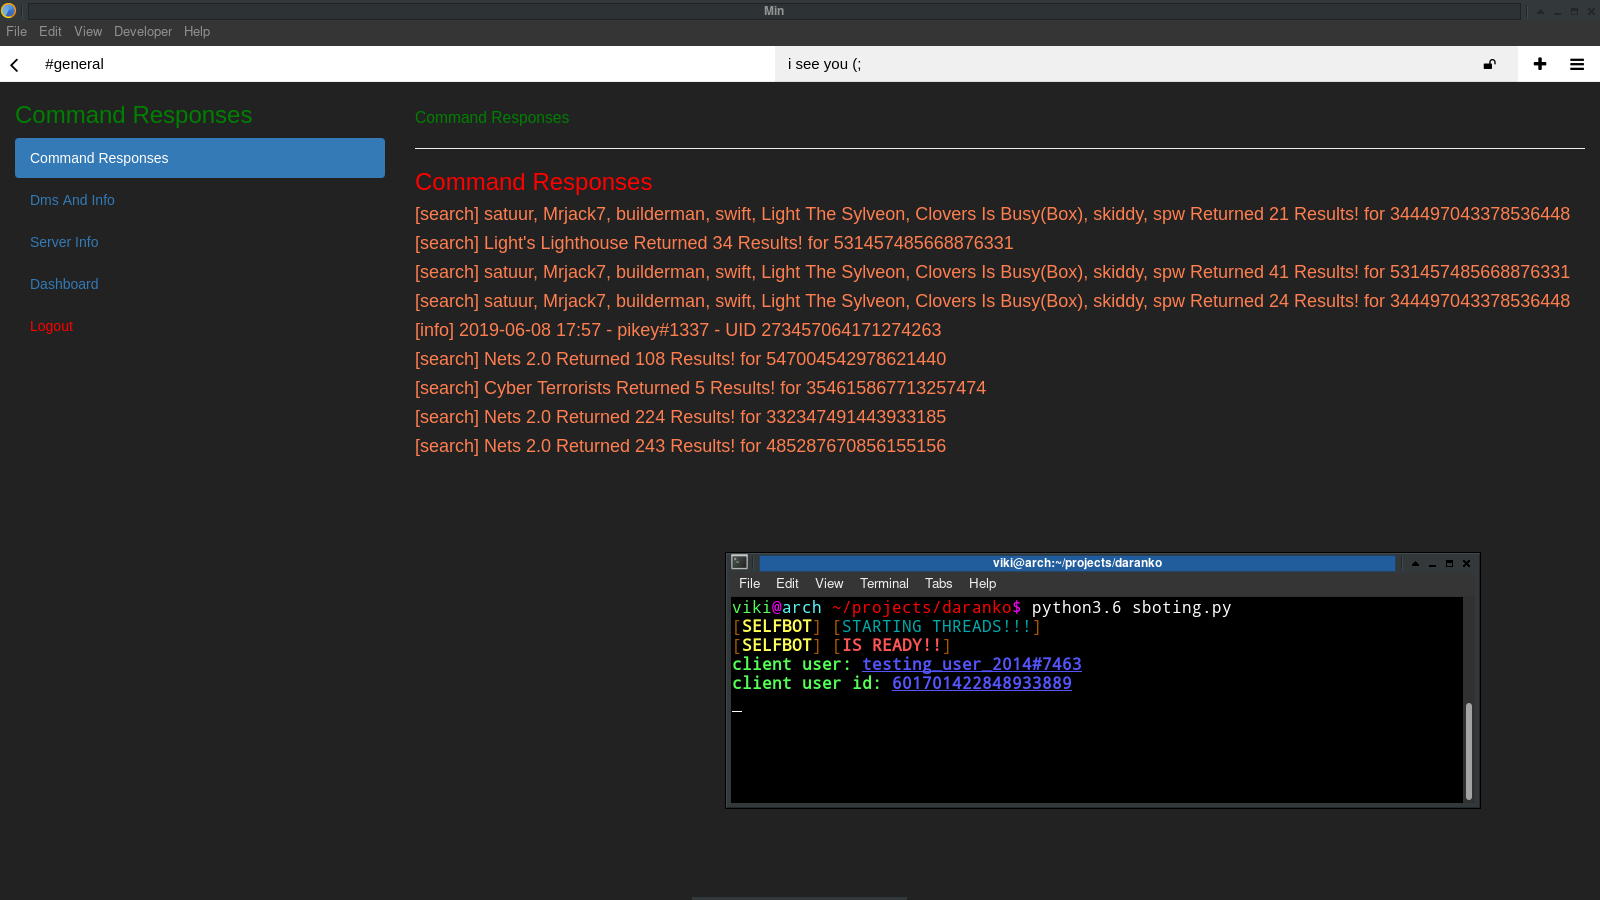 Min
File Edit View Developer Help
#general
i see you (;
Command Responses
Command Responses
Dms And Info
Server Info
Dashboard
Logout
Command Responses
Command Responses
[search] satuur, Mrjack7, builderman, swift, Light The Sylveon, Clovers Is Busy(Box), skiddy, spw Returned 21 Results! for 344497043378536448
[search] Light's Lighthouse Returned 34 Results! for 531457485668876331
[search] satuur, Mrjack7, builderman, swift, Light The Sylveon, Clovers Is Busy(Box), skiddy, spw Returned 41 Results! for 531457485668876331
[search] satuur, Mrjack7, builderman, swift, Light The Sylveon, Clovers Is Busy(Box), skiddy, spw Returned 24 Results! for 344497043378536448
[info] 2019-06-08 17:57 - pikey#1337 - UID 273457064171274263
[search] Nets 2.0 Returned 108 Results! for 547004542978621440
[search] Cyber Terrorists Returned 5 Results! for 354615867713257474
[search] Nets 2.0 Returned 224 Results! for 332347491443933185
[search] Nets 2.0 Returned 243 Results! for 485287670856155156
viki@arch:~/projects/daranko
File Edit View Terminal Tabs Help
viki@arch ~/projects/daranko$ python3.6 sboting.py
[SELFBOT] [STARTING THREADS!!!]
[SELFBOT] [IS READY!!]
client user: testing_user_2014#7463
client user id: 601701422848933889